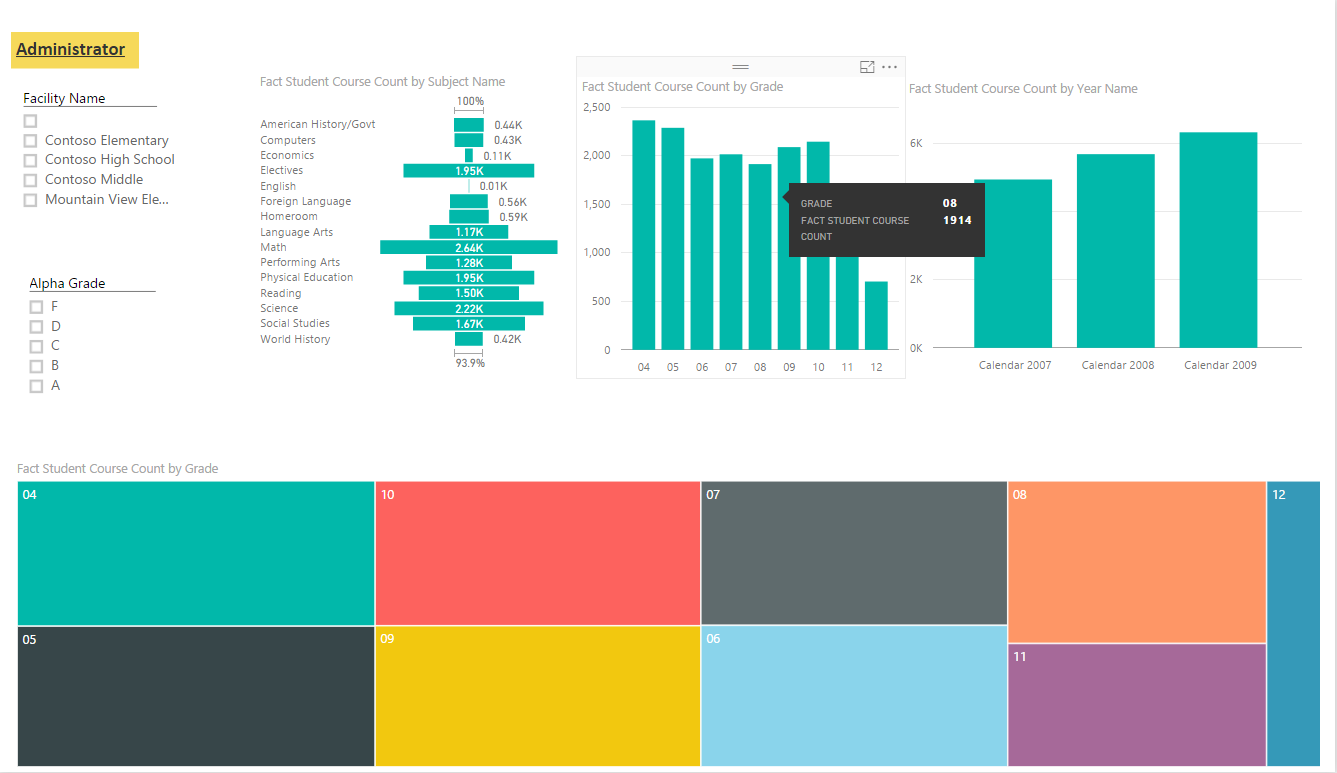 Administrator
Facility Name
Contoso Elementary
Contoso High School
Contoso Middle
Mountain View Ele...
Alpha Grade
F
D
C
B
A
Fact Student Course Count by Subject Name
100%
American History/Govt 0.44K
Computers 0.43K
Economics 0.11K
Electives 1.95K
English 0.01K
Foreign Language 0.56K
Homeroom 0.59K
Language Arts 1.17K
Math 2.64K
Performing Arts 1.28K
Physical Education 1.95K
Reading 1.50K
Science 2.22K
Social Studies 1.67K
World History 0.42K
93.9%
Fact Student Course Count by Grade
2,500
2,000
1,500
1,000
500
0
04 05 06 07 08 09 10 11 12
GRADE 08
FACT STUDENT COURSE 1914
COUNT
Fact Student Course Count by Year Name
6K
2K
0K
Calendar 2007 Calendar 2008 Calendar 2009
Fact Student Course Count by Grade
04 10 07 08 12
05 09 06
11